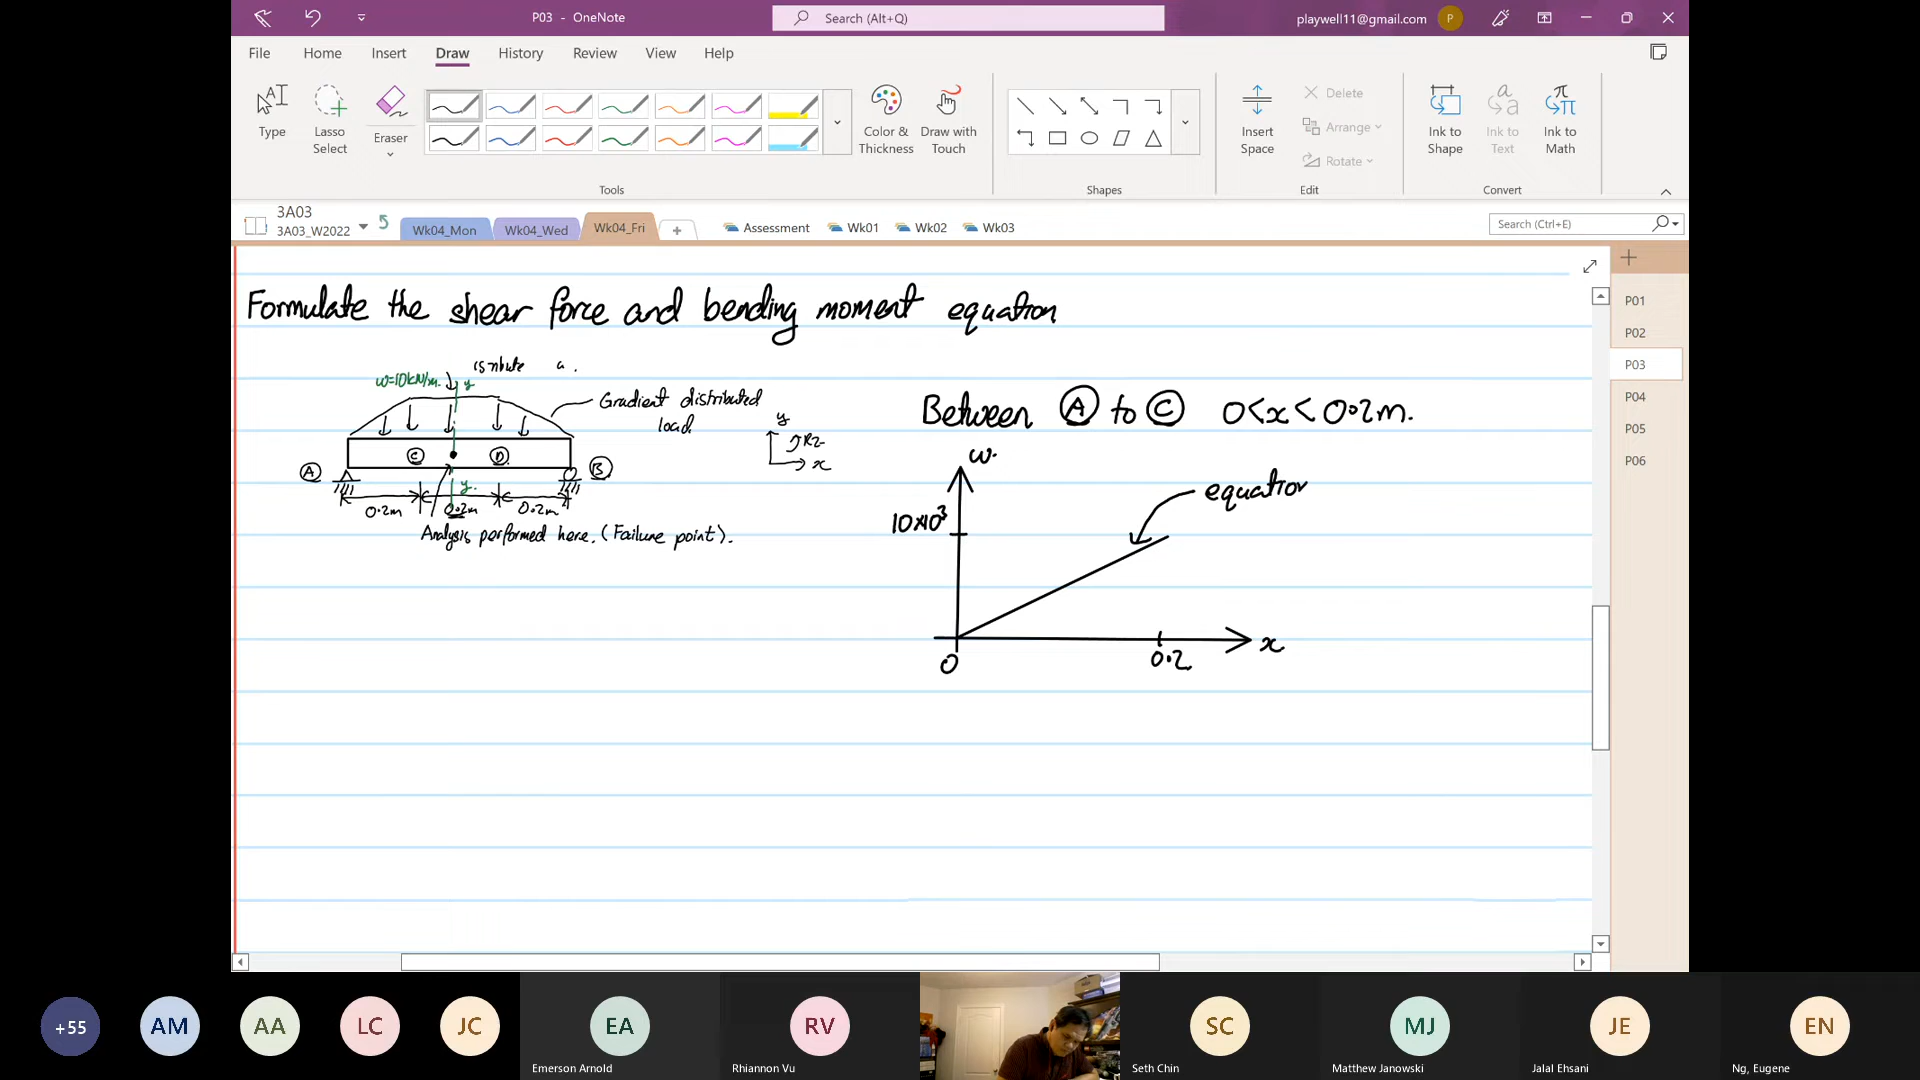 P03 - OneNote
Search (Alt+Q)
playwell11@gmail.com
P
File
Home
Insert
Draw
History
Review
View
Help
Type
Lasso Select
Eraser
Color & Thickness
Draw with Touch
Insert Space
Delete
Arrange
Rotate
Ink to Shape
Ink to Text
Ink to Math
Tools
Shapes
Edit
Convert
3A03
3A03_W2022
Wk04_Mon
Wk04_Wed
Wk04_Fri
Assessment
Wk01
Wk02
Wk03
Search (Ctrl+E)
P01
P02
P03
P04
P05
P06
Formulate the shear force and bending moment equation
w=10kN/m.
y
Gradient distributed
load.
y
x
A
C
D
B
y.
0.2m
0.2m
0.2m
Analysis performed here. (Failure point).
Between A to C 0<x<0.2m.
w.
10×10³
equation
0
0.2
x
+55
AM
AA
LC
JC
EA
Emerson Arnold
RV
Rhiannon Vu
SC
Seth Chin
MJ
Matthew Janowski
JE
Jalal Ehsani
EN
Ng, Eugene